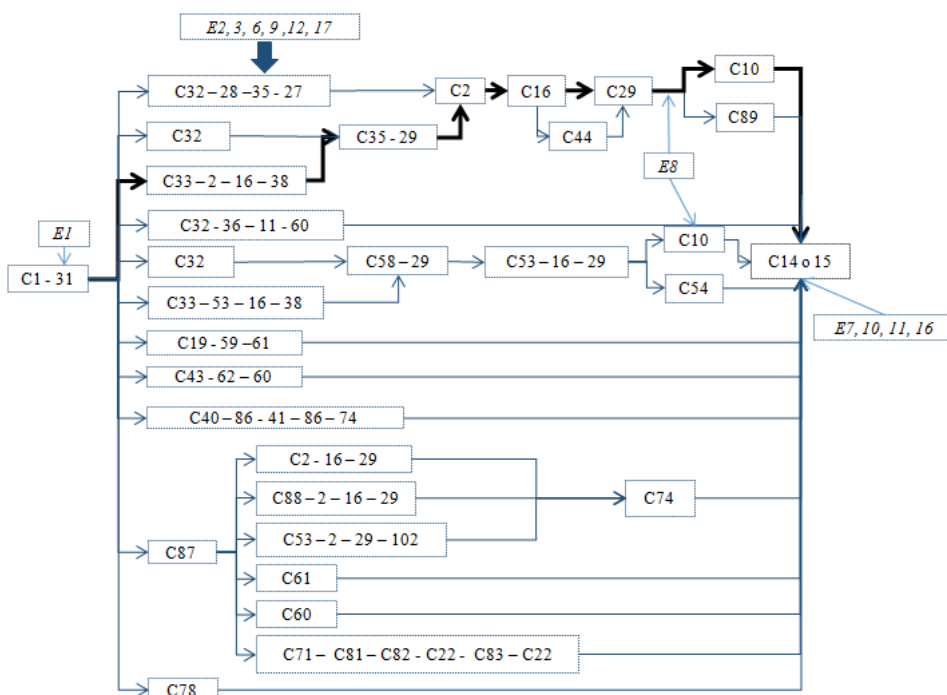 E2, 3, 6, 9 ,12, 17
C32 – 28 –35 - 27
C2
C16
C29
C10
C89
C44
C32
C35 - 29
C33 – 2 – 16 – 38
E8
C32 - 36 – 11 - 60
E1
C1 - 31
C32
C58 – 29
C53 – 16 – 29
C10
C54
C14 o 15
C33 – 53 – 16 – 38
E7, 10, 11, 16
C19 - 59 –61
C43 - 62 – 60
C40 – 86 - 41 – 86 – 74
C2 - 16 – 29
C88 – 2 – 16 – 29
C74
C53 – 2 – 29 – 102
C87
C61
C60
C71 – C81 – C82 - C22 - C83 – C22
C78